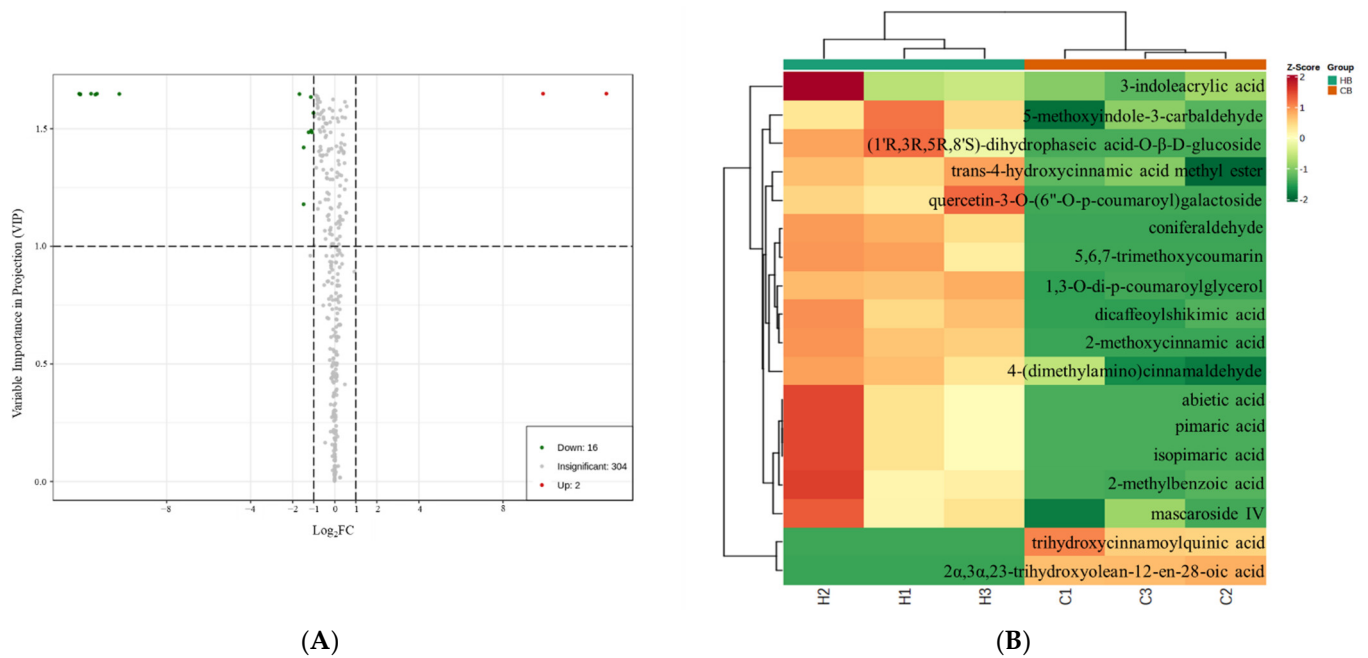 Variable Importance in Projection (VIP)
1.5
1.0
0.5
0.0
Down: 16
Insignificant: 304
Up: 2
−8
−4
−2
−1
0
1
2
4
8
Log₂FC
(A)
3-indoleacrylic acid
5-methoxyindole-3-carbaldehyde
(1'R,3R,5R,8'S)-dihydrophaseic acid-O-β-D-glucoside
trans-4-hydroxycinnamic acid methyl ester
quercetin-3-O-(6"-O-p-coumaroyl)galactoside
coniferaldehyde
5,6,7-trimethoxycoumarin
1,3-O-di-p-coumaroylglycerol
dicaffeoylshikimic acid
2-methoxycinnamic acid
4-(dimethylamino)cinnamaldehyde
abietic acid
pimaric acid
isopimaric acid
2-methylbenzoic acid
mascaroside IV
trihydroxycinnamoylquinic acid
2α,3α,23-trihydroxyolean-12-en-28-oic acid
H2
H1
H3
C1
C3
C2
Z-Score
2
1
0
-1
-2
Group
HB
CB
(B)